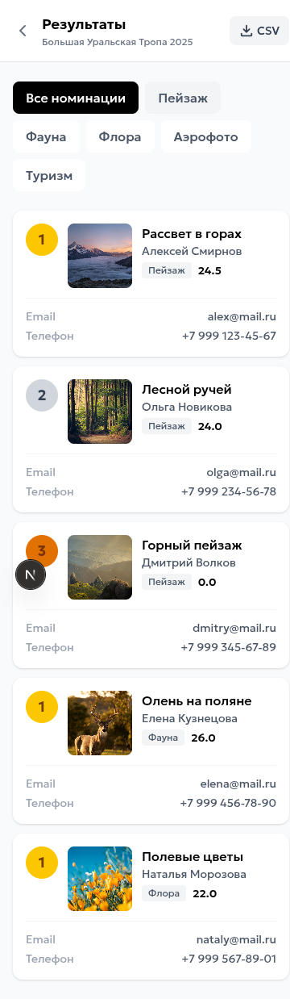 Результаты
Большая Уральская Тропа 2025
CSV
Все номинации
Пейзаж
Фауна
Флора
Аэрофото
Туризм
1
Рассвет в горах
Алексей Смирнов
Пейзаж 24.5
Email alex@mail.ru
Телефон +7 999 123-45-67
2
Лесной ручей
Ольга Новикова
Пейзаж 24.0
Email olga@mail.ru
Телефон +7 999 234-56-78
3
Горный пейзаж
Дмитрий Волков
Пейзаж 0.0
N
Email dmitry@mail.ru
Телефон +7 999 345-67-89
1
Олень на поляне
Елена Кузнецова
Фауна 26.0
Email elena@mail.ru
Телефон +7 999 456-78-90
1
Полевые цветы
Наталья Морозова
Флора 22.0
Email nataly@mail.ru
Телефон +7 999 567-89-01